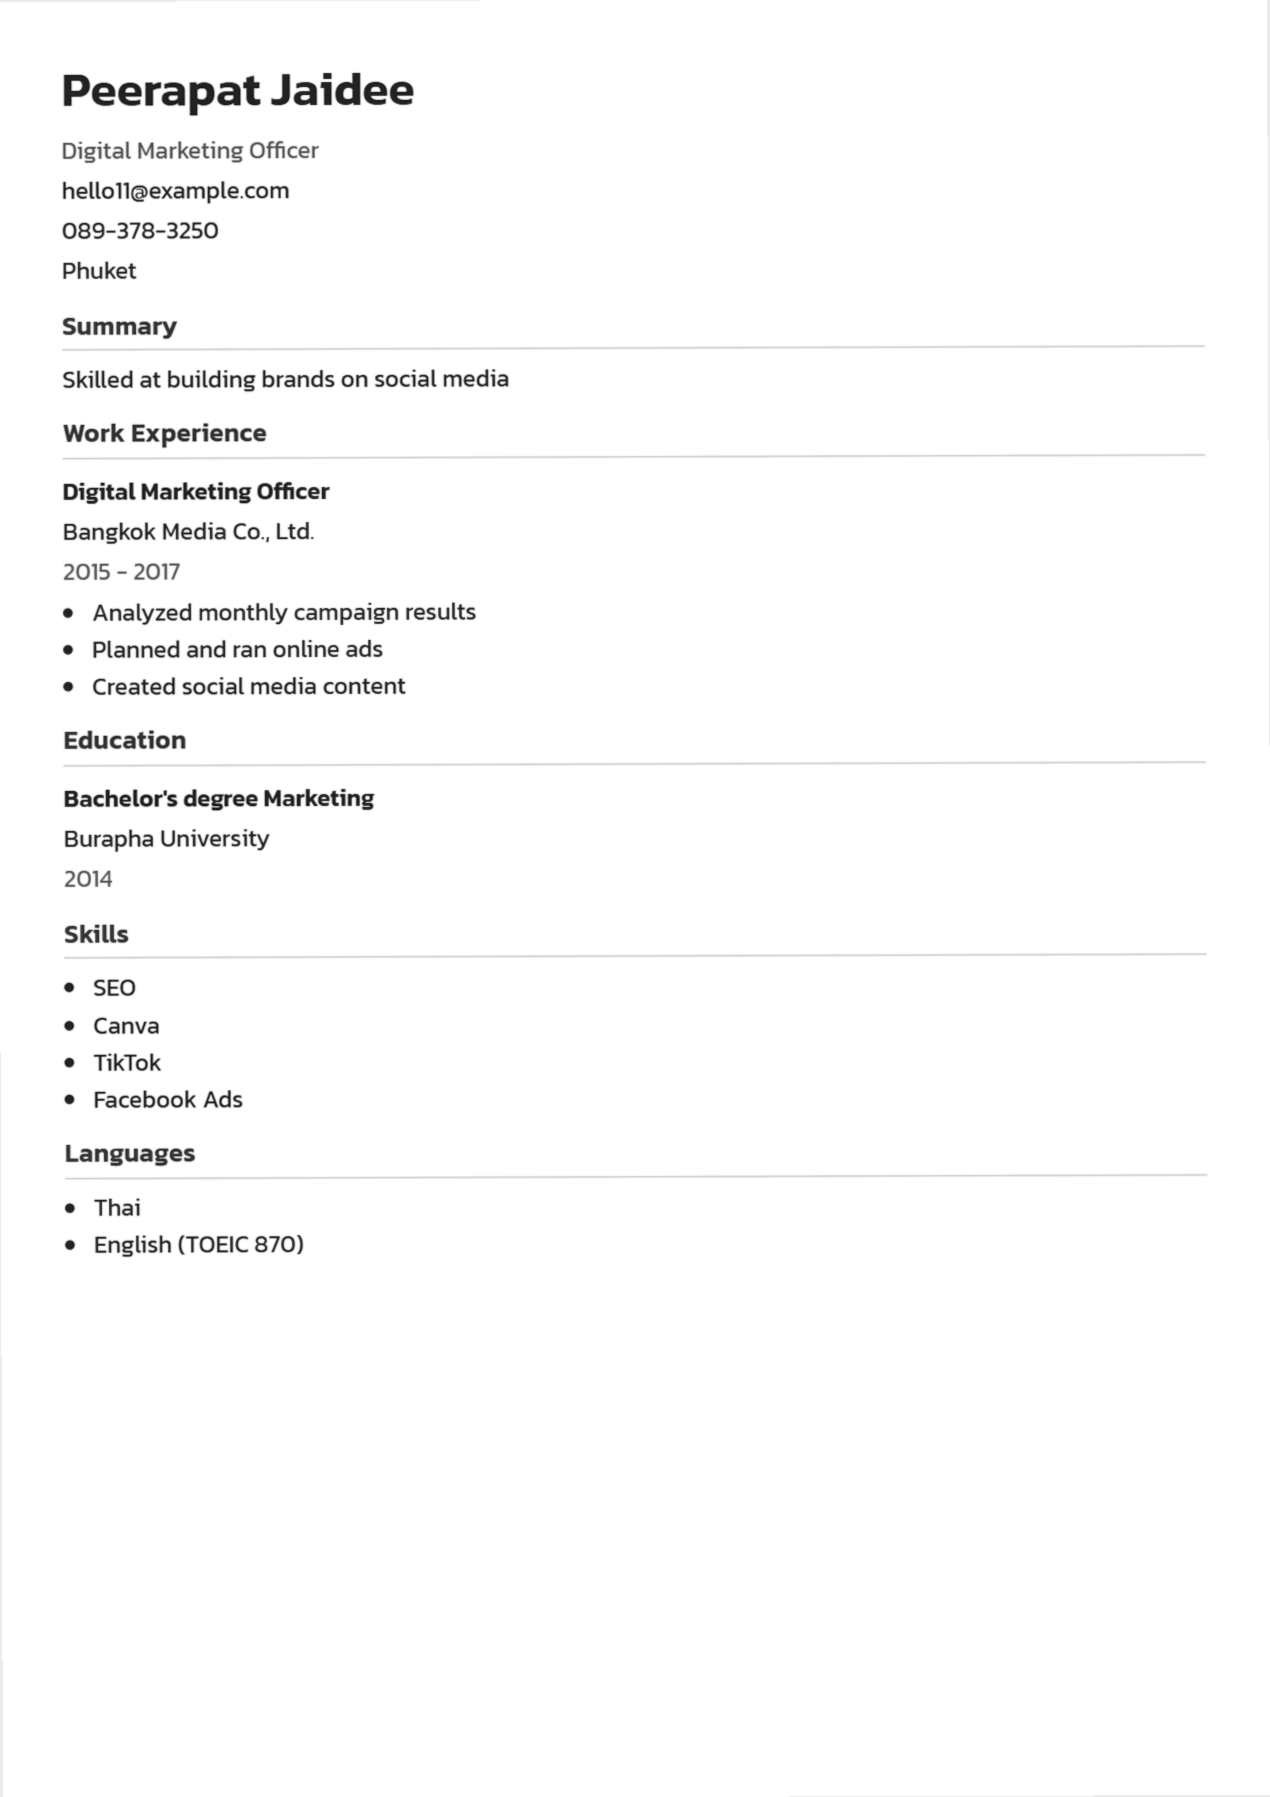 Peerapat Jaidee
Digital Marketing Officer
hello11@example.com
089-378-3250
Phuket
Summary
Skilled at building brands on social media
Work Experience
Digital Marketing Officer
Bangkok Media Co., Ltd.
2015 - 2017
• Analyzed monthly campaign results
• Planned and ran online ads
• Created social media content
Education
Bachelor's degree Marketing
Burapha University
2014
Skills
• SEO
• Canva
• TikTok
• Facebook Ads
Languages
• Thai
• English (TOEIC 870)